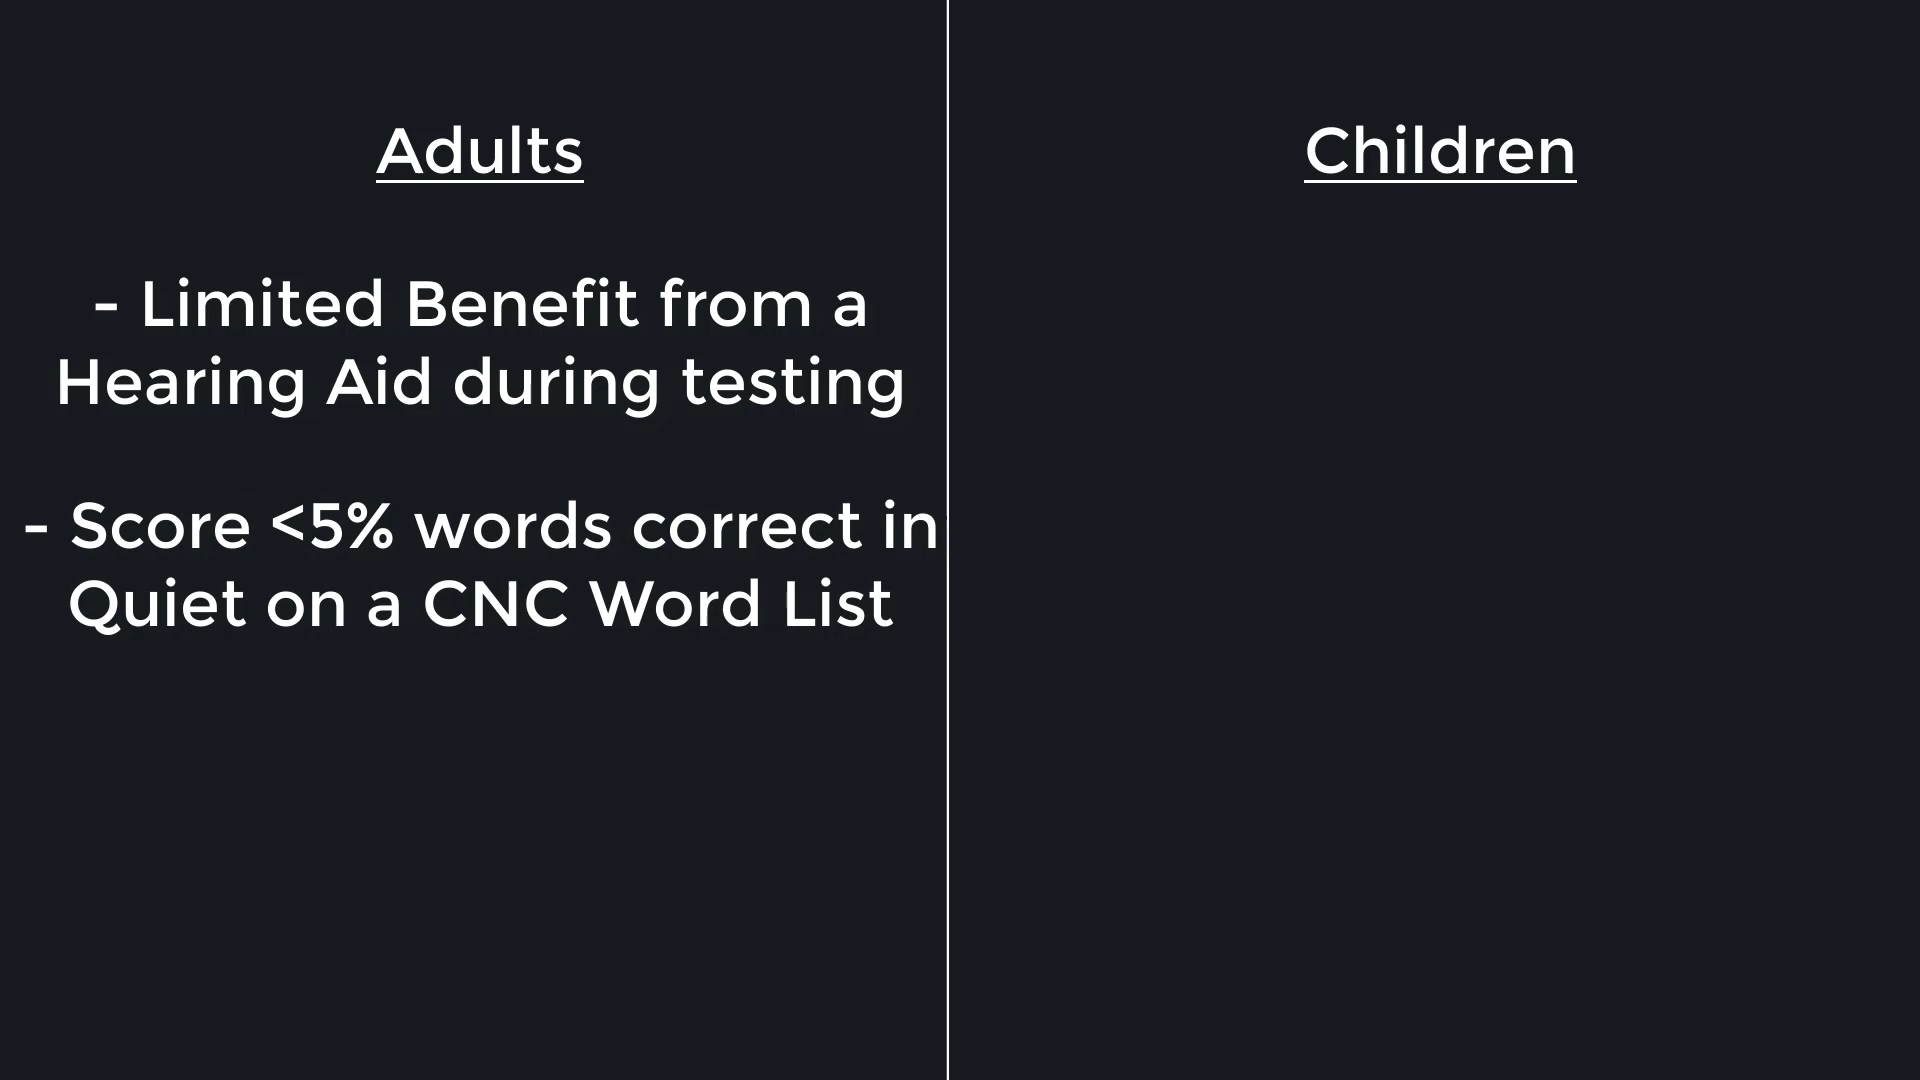 Adults
- Limited Benefit from a
Hearing Aid during testing
- Score <5% words correct in
Quiet on a CNC Word List
Children